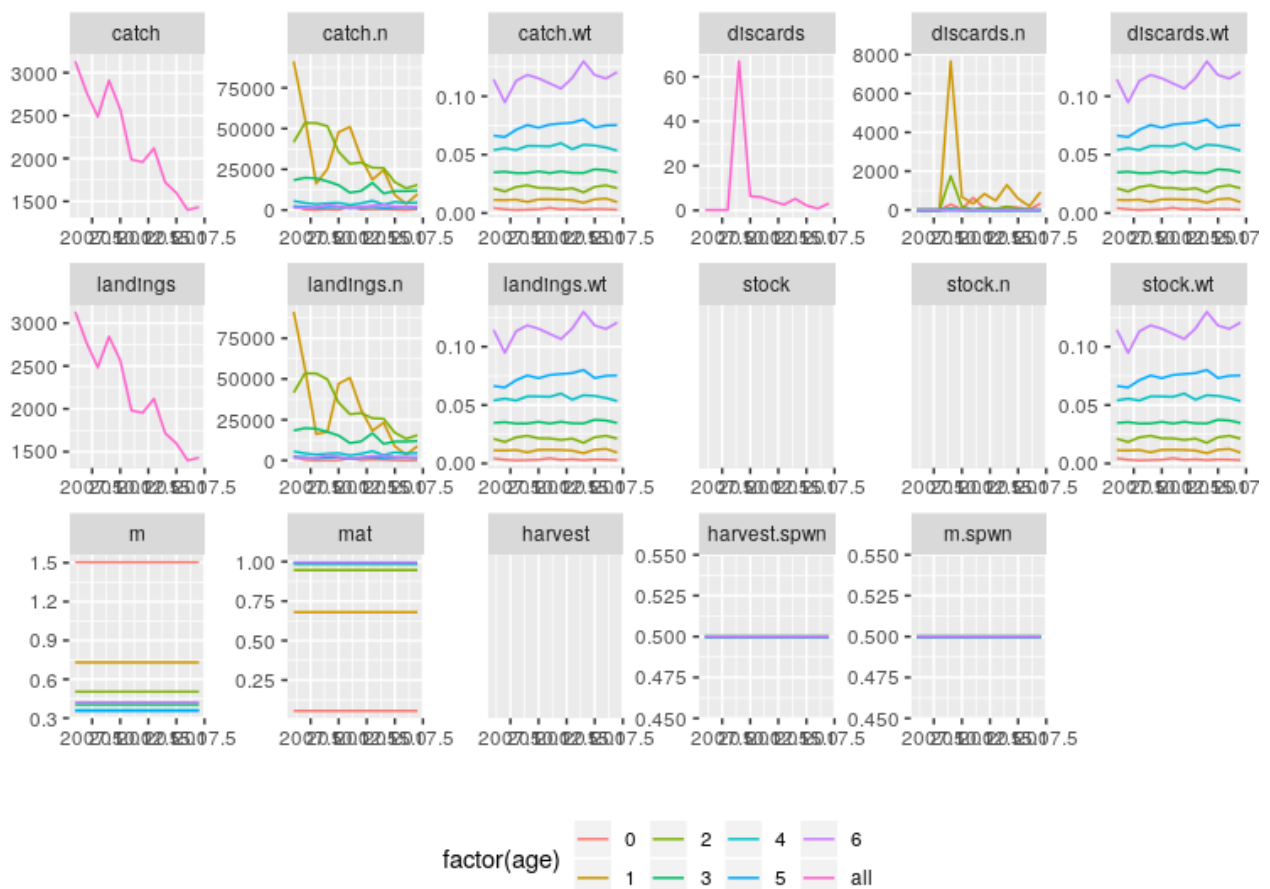 catch catch.n catch.wt discards discards.n discards.wt
3000 75000 0.10 60 8000 0.10
2500 50000 0.05 40 6000 0.05
2000 25000 0.00 20 4000 0.00
1500 0 0 2000
0
landings landings.n landings.wt stock stock.n stock.wt
3000 75000 0.10 0.10
2500 50000 0.05 0.05
2000 25000 0.00 0.00
1500 0
m mat harvest harvest.spwn m.spwn
1.5 1.00 0.550 0.550
1.2 0.75 0.525 0.525
0.9 0.50 0.500 0.500
0.6 0.25 0.475 0.475
0.3 0.450 0.450
factor(age) 0 2 4 6
1 3 5 all